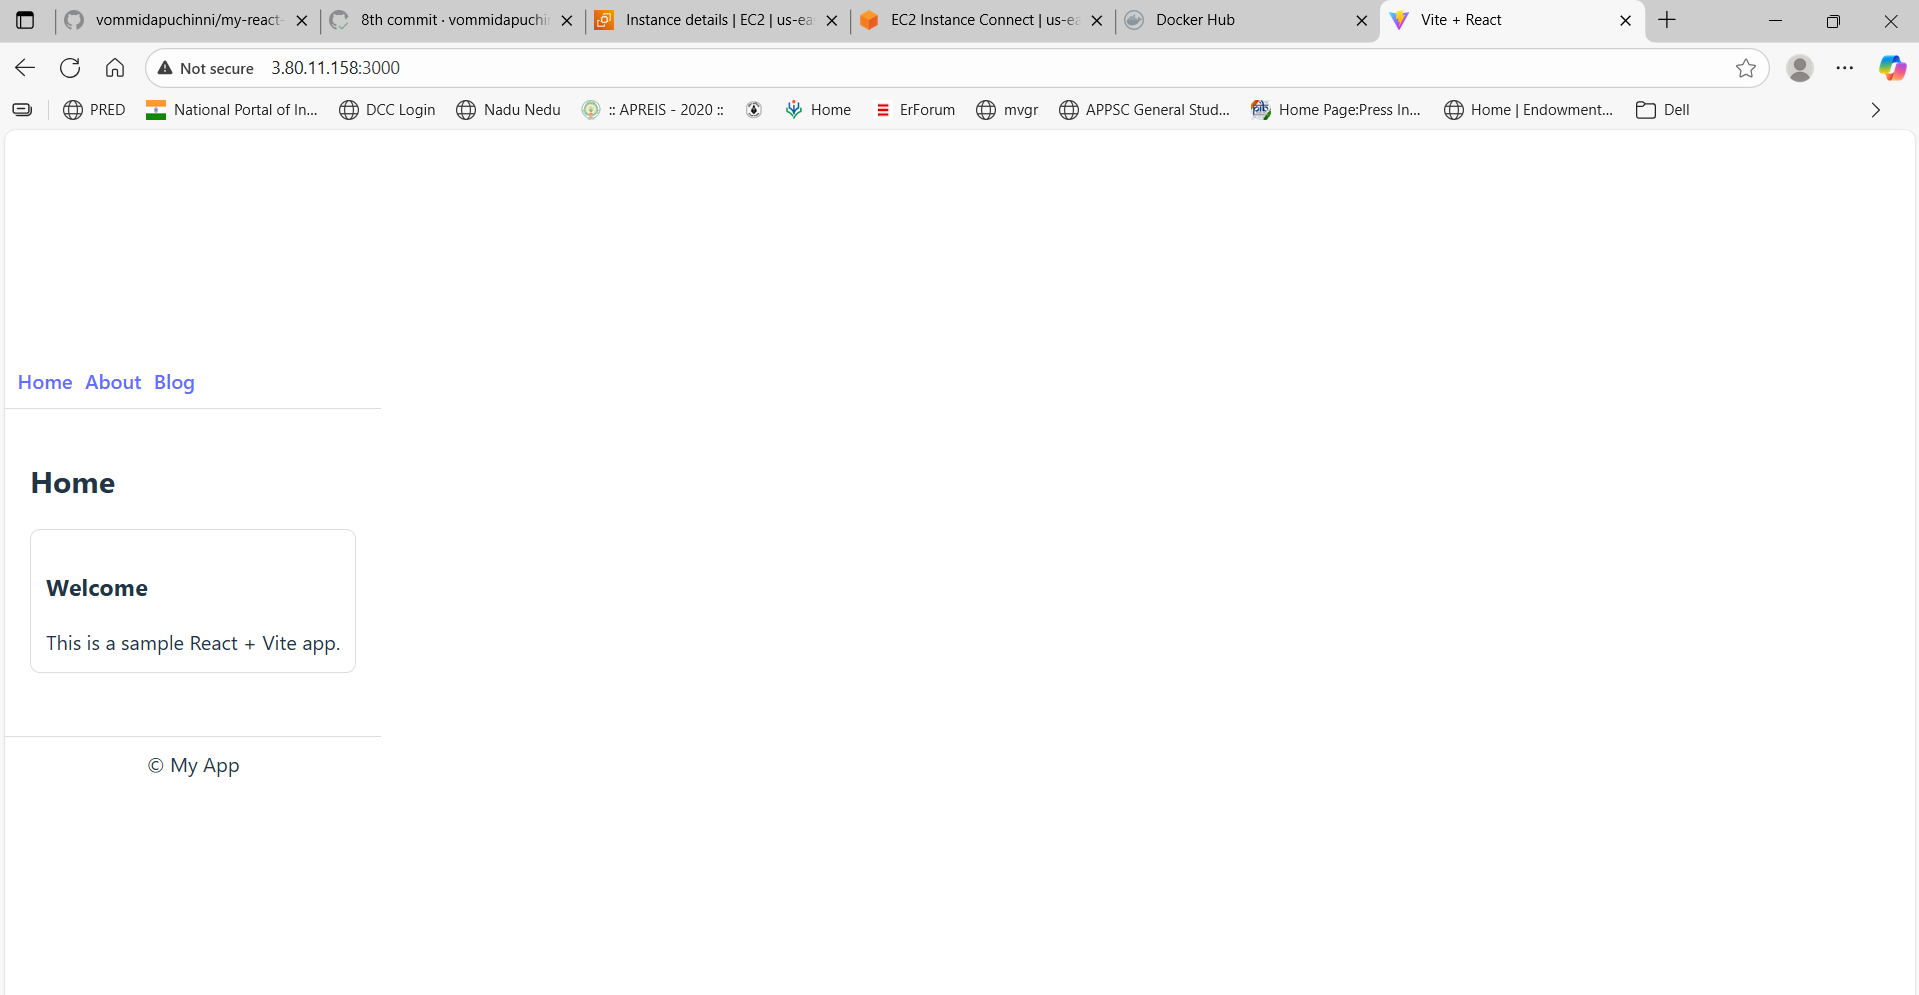 vommidapuchinni/my-react-
8th commit · vommidapuchi
Instance details | EC2 | us-ea
EC2 Instance Connect | us-ea
Docker Hub
Vite + React
Not secure 3.80.11.158:3000
PRED
National Portal of In...
DCC Login
Nadu Nedu
:: APREIS - 2020 ::
Home
ErForum
mvgr
APPSC General Stud...
Home Page:Press In...
Home | Endowment...
Dell
Home About Blog
Home
Welcome
This is a sample React + Vite app.
© My App